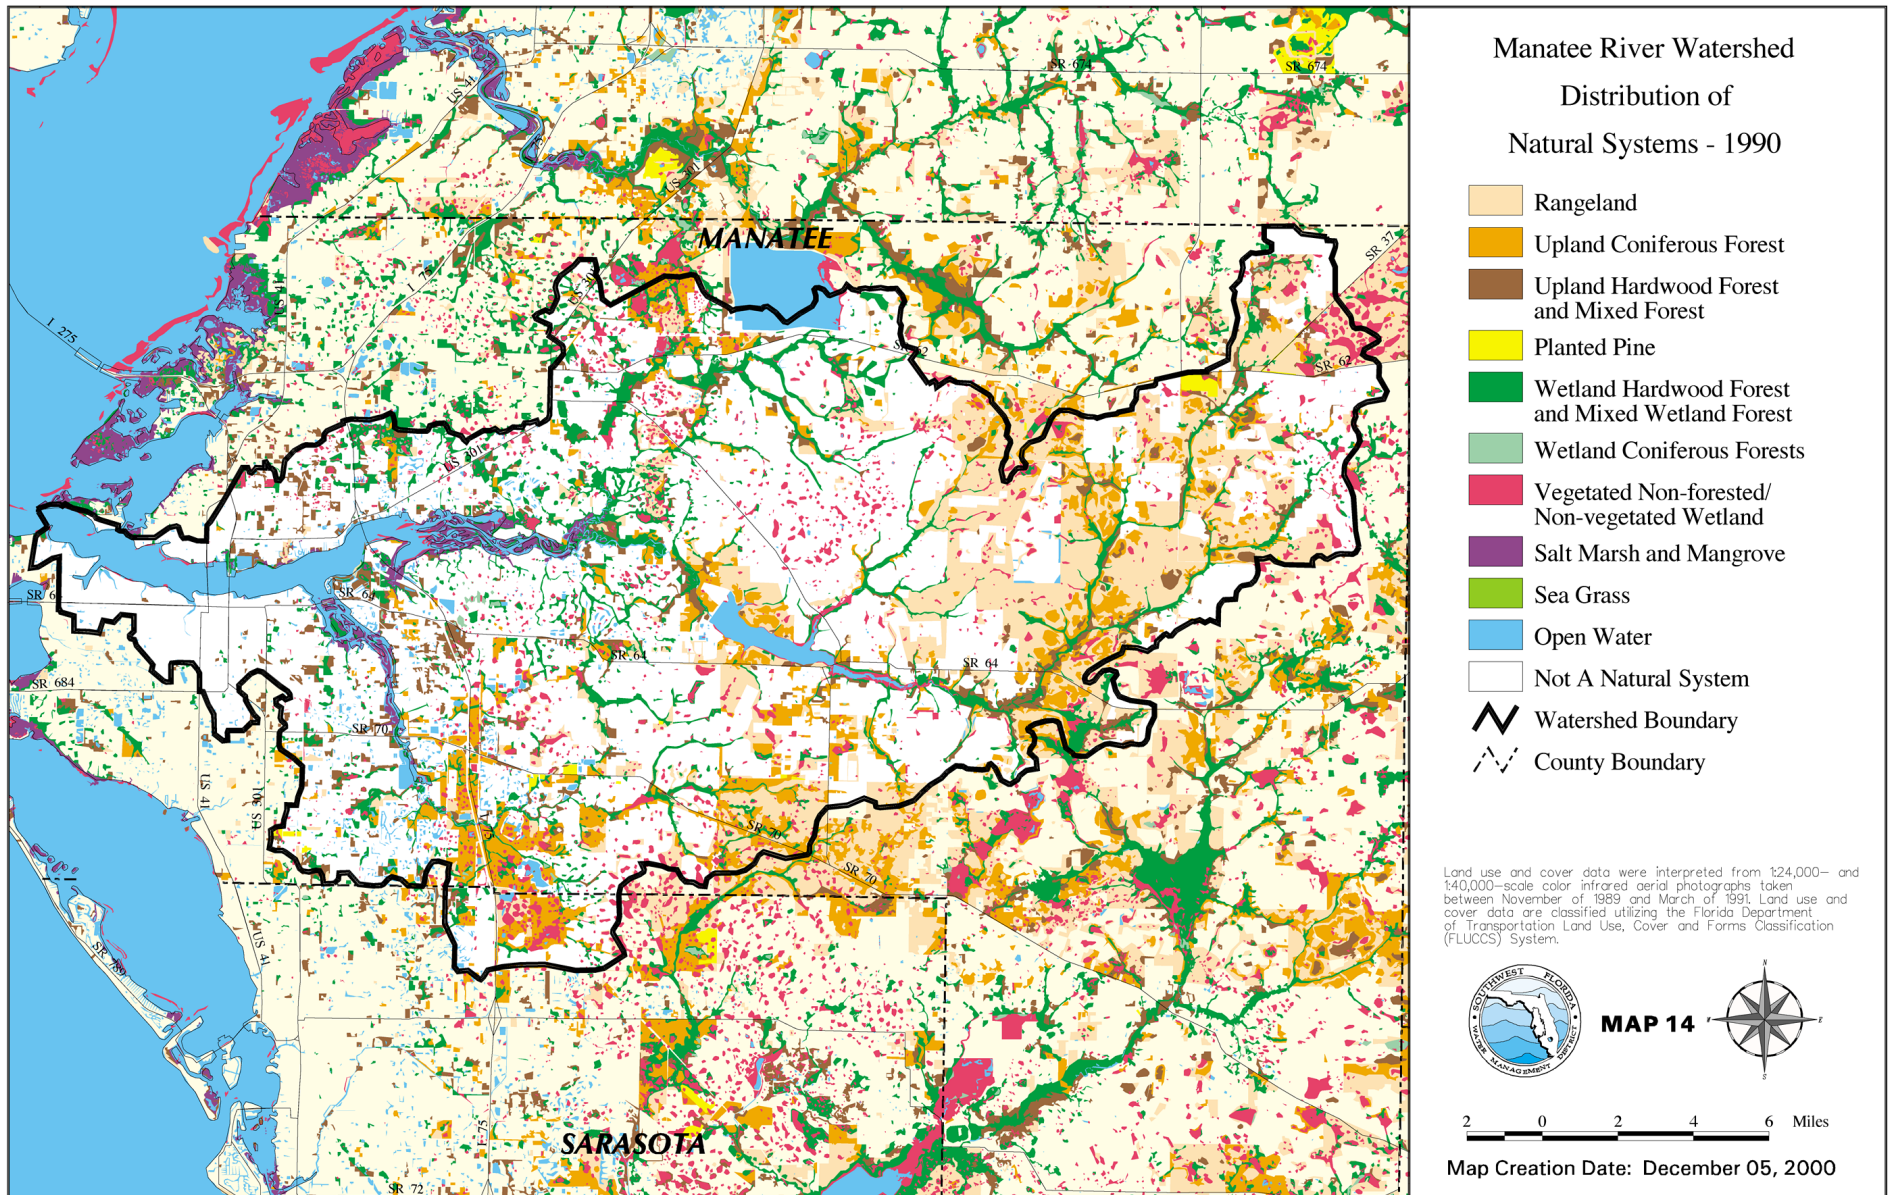 Manatee River Watershed
Distribution of
Natural Systems - 1990
Rangeland
Upland Coniferous Forest
Upland Hardwood Forest
and Mixed Forest
Planted Pine
Wetland Hardwood Forest
and Mixed Wetland Forest
Wetland Coniferous Forests
Vegetated Non-forested/
Non-vegetated Wetland
Salt Marsh and Mangrove
Sea Grass
Open Water
Not A Natural System
Watershed Boundary
County Boundary
Land use and cover data were interpreted from 1:24,000- and
1:40,000-scale color infrared aerial photographs taken
between November of 1989 and March of 1991. Land use and
cover data are classified utilizing the Florida Department
of Transportation Land Use, Cover and Forms Classification
(FLUCCS) System.
SOUTHWEST FLORIDA
WATER MANAGEMENT DISTRICT
MAP 14
N
W
E
S
2 0 2 4 6 Miles
Map Creation Date: December 05, 2000
US 41
SR 674
SR 674
US 301
MANATEE
SR 37
I 75
I 275
SR 62
US 301
SR 64
SR 64
SR 684
SR 70
US 41
US 301
I 75
SR 70
SR 70
US 41
SR 789
SARASOTA
I 75
SR 72